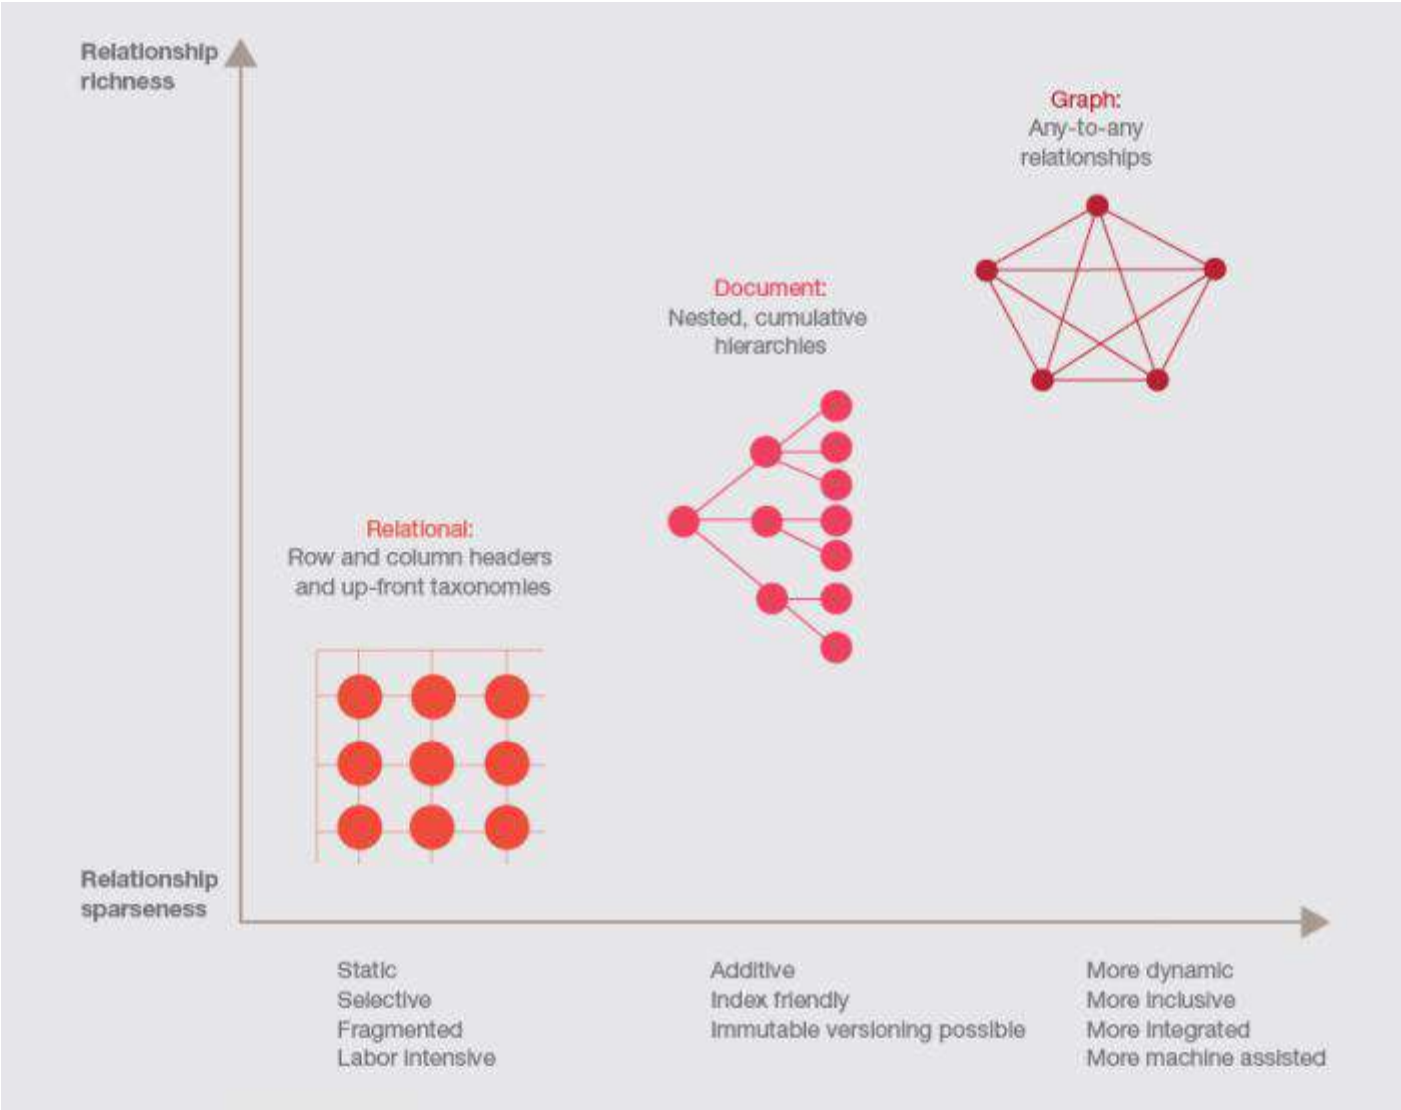 Relationship
richness
Graph:
Any-to-any
relationships
Document:
Nested, cumulative
hierarchies
Relational:
Row and column headers
and up-front taxonomies
Relationship
sparseness
Static
Selective
Fragmented
Labor intensive
Additive
Index friendly
Immutable versioning possible
More dynamic
More inclusive
More integrated
More machine assisted